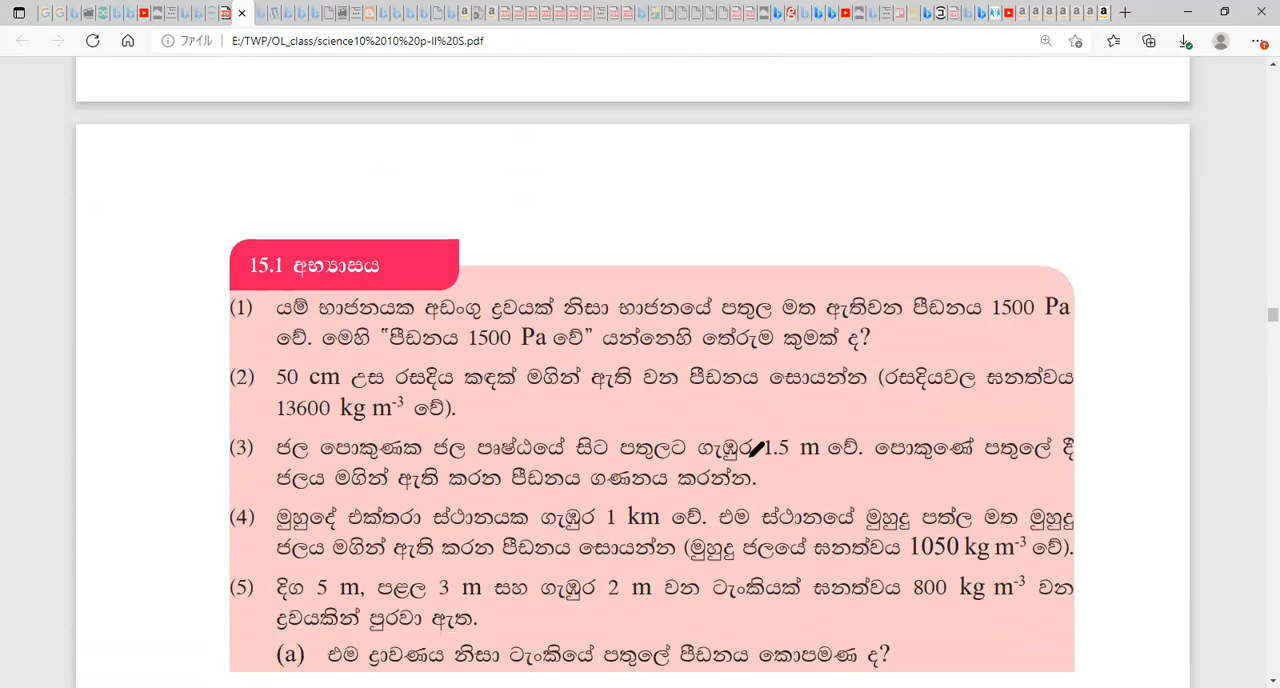 ファイル
E:/TWP/OL_class/science10%2010%20p-II%20S.pdf
15.1 අභ්‍යාසය
(1) යම් භාජනයක අඩංගු ද්‍රවයක් නිසා භාජනයේ පතුල මත ඇතිවන පීඩනය 1500 Pa
වේ. මෙහි "පීඩනය 1500 Pa වේ" යන්නෙහි තේරුම කුමක් ද?
(2) 50 cm උස රසදිය කඳක් මගින් ඇති වන පීඩනය සොයන්න (රසදියවල ඝනත්වය
13600 kg m-3 වේ).
(3) ජල පොකුණක ජල පෘෂ්ඨයේ සිට පතුලට ගැඹුර 1.5 m වේ. පොකුණේ පතුලේ දී
ජලය මගින් ඇති කරන පීඩනය ගණනය කරන්න.
(4) මුහුදේ එක්තරා ස්ථානයක ගැඹුර 1 km වේ. එම ස්ථානයේ මුහුදු පත්ල මත මුහුදු
ජලය මගින් ඇති කරන පීඩනය සොයන්න (මුහුදු ජලයේ ඝනත්වය 1050 kg m-3 වේ).
(5) දිග 5 m, පළල 3 m සහ ගැඹුර 2 m වන ටැංකියක් ඝනත්වය 800 kg m-3 වන
ද්‍රවයකින් පුරවා ඇත.
(a) එම ද්‍රාවණය නිසා ටැංකියේ පතුලේ පීඩනය කොපමණ ද?